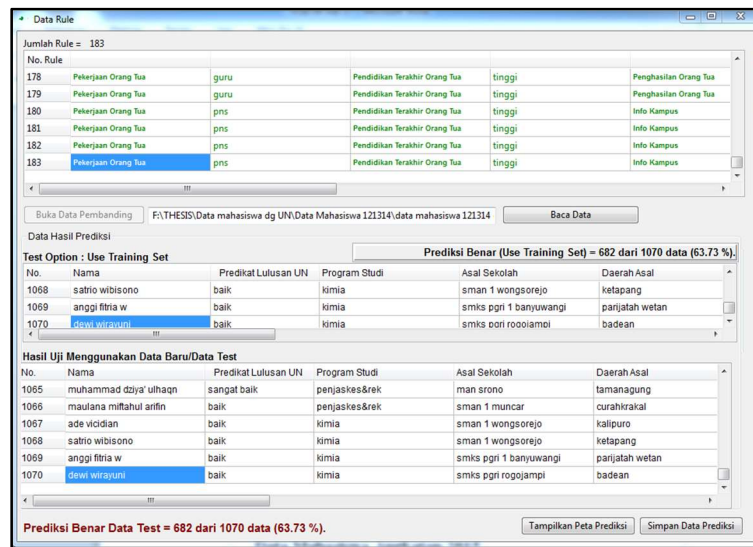 Data Rule
Jumlah Rule = 183
No. Rule
178 Pekerjaan Orang Tua guru Pendidikan Terakhir Orang Tua tinggi Penghasilan Orang Tua
179 Pekerjaan Orang Tua guru Pendidikan Terakhir Orang Tua tinggi Penghasilan Orang Tua
180 Pekerjaan Orang Tua pns Pendidikan Terakhir Orang Tua tinggi Info Kampus
181 Pekerjaan Orang Tua pns Pendidikan Terakhir Orang Tua tinggi Info Kampus
182 Pekerjaan Orang Tua pns Pendidikan Terakhir Orang Tua tinggi Info Kampus
183 Pekerjaan Orang Tua pns Pendidikan Terakhir Orang Tua tinggi Info Kampus
Buka Data Pembanding F:\THESIS\Data mahasiswa dg UN\Data Mahasiswa 121314\data mahasiswa 121314 Baca Data
Data Hasil Prediksi
Test Option : Use Training Set Prediksi Benar (Use Training Set) = 682 dari 1070 data (63.73 %).
No. Nama Predikat Lulusan UN Program Studi Asal Sekolah Daerah Asal
1068 satrio wibisono baik kimia sman 1 wongsorejo ketapang
1069 anggi fitria w baik kimia smks pgri 1 banyuwangi parijatah wetan
1070 dewi wirayuni baik kimia smks pgri rogojampi badean
Hasil Uji Menggunakan Data Baru/Data Test
No. Nama Predikat Lulusan UN Program Studi Asal Sekolah Daerah Asal
1065 muhammad dziya' ulhaqn sangat baik penjaskes&rek man srono tamanagung
1066 maulana miftahul arifin baik penjaskes&rek sman 1 muncar curahkrakal
1067 ade vicidian baik kimia sman 1 wongsorejo kalipuro
1068 satrio wibisono baik kimia sman 1 wongsorejo ketapang
1069 anggi fitria w baik kimia smks pgri 1 banyuwangi parijatah wetan
1070 dewi wirayuni baik kimia smks pgri rogojampi badean
Prediksi Benar Data Test = 682 dari 1070 data (63.73 %). Tampilkan Peta Prediksi Simpan Data Prediksi